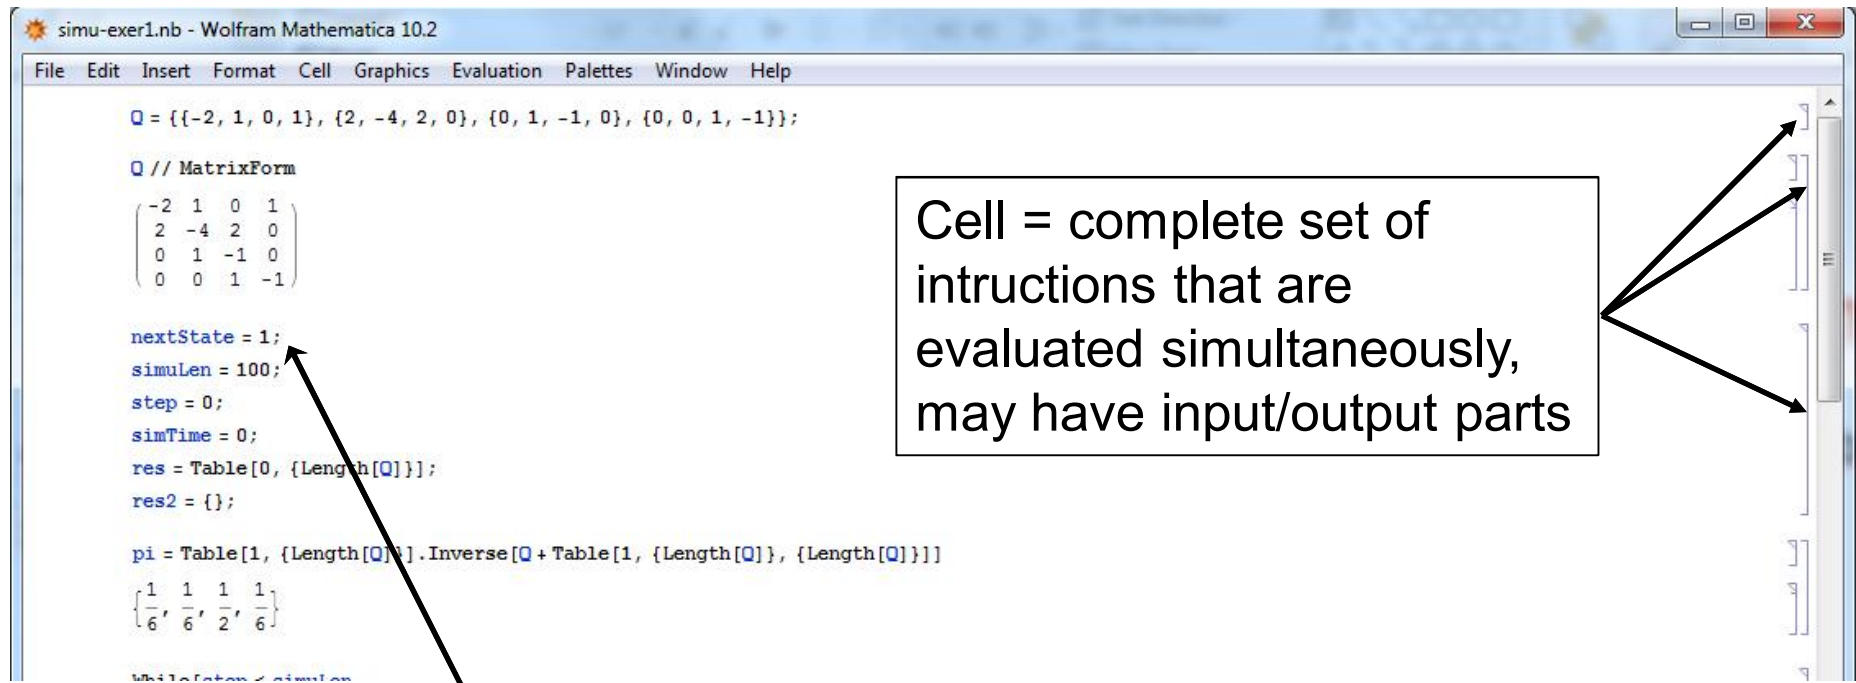 simu-exer1.nb - Wolfram Mathematica 10.2
File Edit Insert Format Cell Graphics Evaluation Palettes Window Help
Q = {{-2, 1, 0, 1}, {2, -4, 2, 0}, {0, 1, -1, 0}, {0, 0, 1, -1}};
Q // MatrixForm
-2 1 0 1
2 -4 2 0
0 1 -1 0
0 0 1 -1
Cell = complete set of
intructions that are
evaluated simultaneously,
may have input/output parts
nextState = 1;
simuLen = 100;
step = 0;
simTime = 0;
res = Table[0, {Length[Q]}];
res2 = {};
pi = Table[1, {Length[Q]}].Inverse[Q + Table[1, {Length[Q]}, {Length[Q]}]]
{1/6, 1/6, 1/2, 1/6}
While[step < simuLen